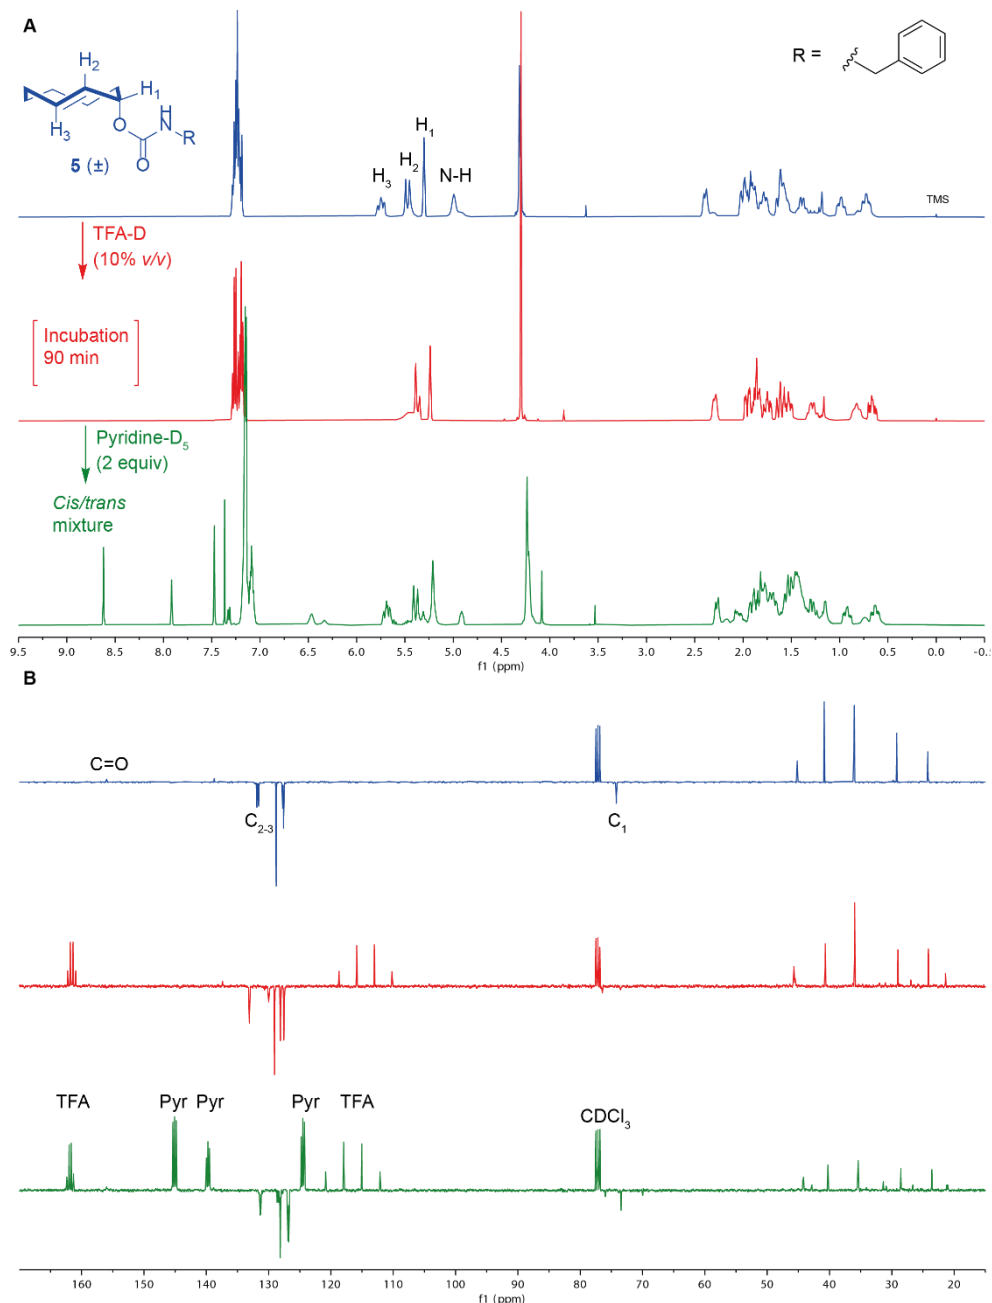 A
H2
H1
O
H
N
R
H3
O
5 (±)
R =
H1
H2
H3
N-H
TMS
TFA-D
(10% v/v)
Incubation
90 min
Pyridine-D5
(2 equiv)
Cis/trans
mixture
9.5 9.0 8.5 8.0 7.5 7.0 6.5 6.0 5.5 5.0 4.5 4.0 3.5 3.0 2.5 2.0 1.5 1.0 0.5 0.0 -0.5
f1 (ppm)
B
C=O
C2-3
C1
TFA Pyr Pyr Pyr TFA
CDCl3
160 150 140 130 120 110 100 90 80 70 60 50 40 30 20
f1 (ppm)